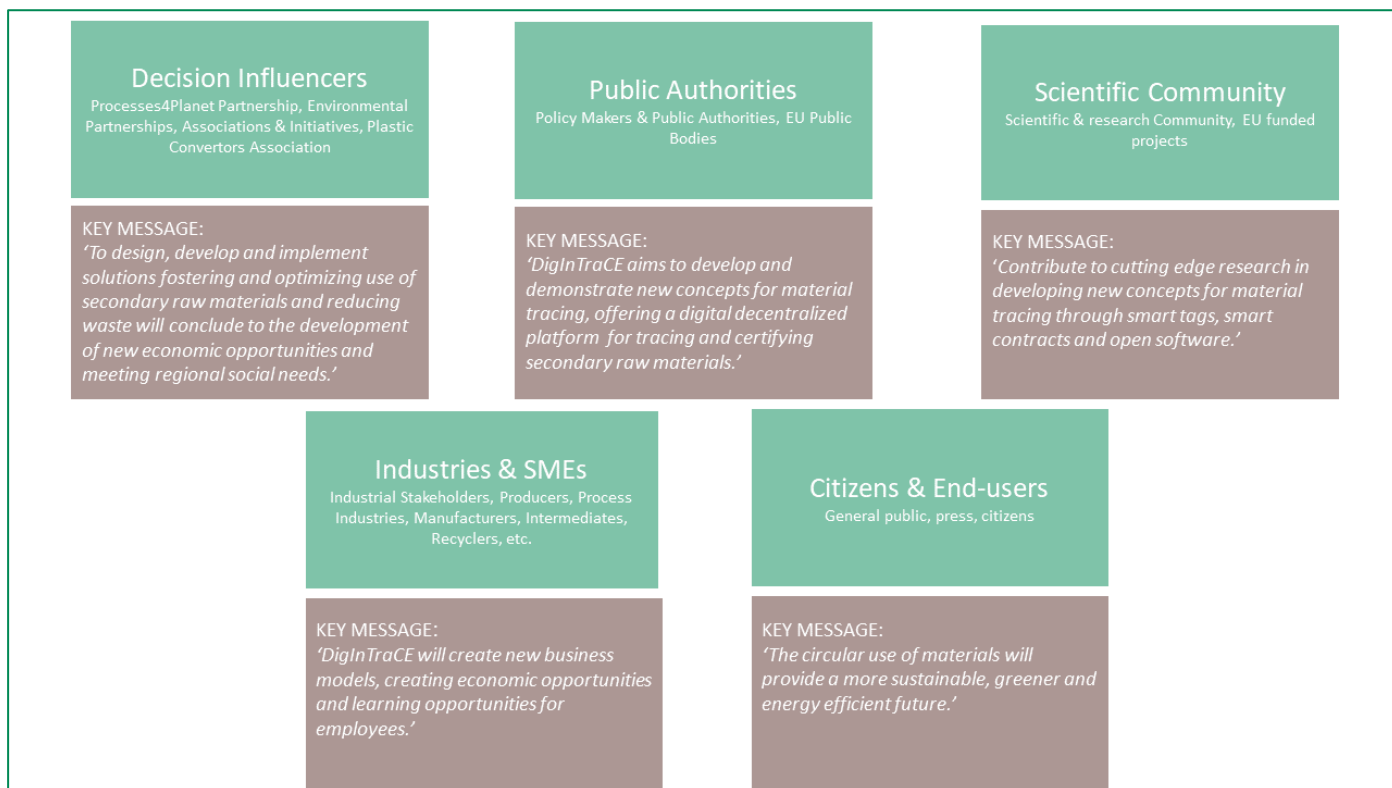 Decision Influencers
Processes4Planet Partnership, Environmental
Partnerships, Associations & Initiatives, Plastic
Convertors Association
KEY MESSAGE:
‘To design, develop and implement
solutions fostering and optimizing use of
secondary raw materials and reducing
waste will conclude to the development
of new economic opportunities and
meeting regional social needs.’
Public Authorities
Policy Makers & Public Authorities, EU Public
Bodies
KEY MESSAGE:
‘DigInTraCE aims to develop and
demonstrate new concepts for material
tracing, offering a digital decentralized
platform for tracing and certifying
secondary raw materials.’
Scientific Community
Scientific & research Community, EU funded
projects
KEY MESSAGE:
‘Contribute to cutting edge research in
developing new concepts for material
tracing through smart tags, smart
contracts and open software.’
Industries & SMEs
Industrial Stakeholders, Producers, Process
Industries, Manufacturers, Intermediates,
Recyclers, etc.
KEY MESSAGE:
‘DigInTraCE will create new business
models, creating economic opportunities
and learning opportunities for
employees.’
Citizens & End-users
General public, press, citizens
KEY MESSAGE:
‘The circular use of materials will
provide a more sustainable, greener and
energy efficient future.’